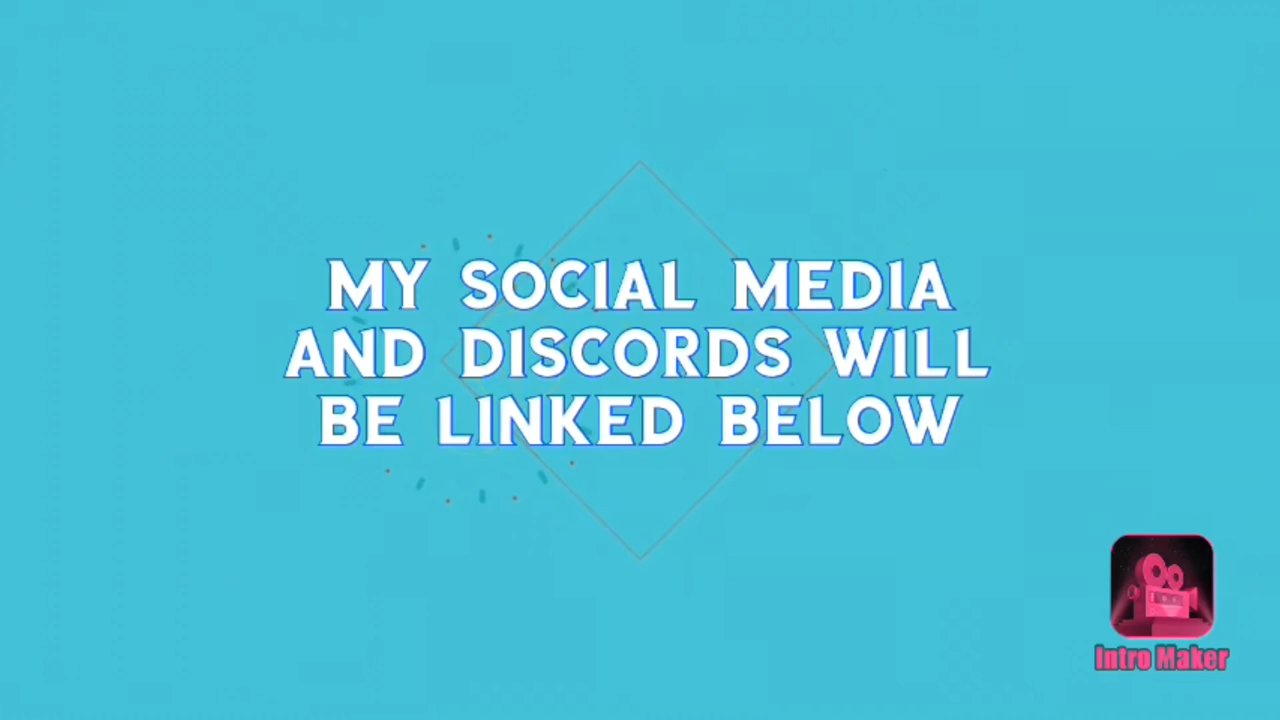 MY SOCIAL MEDIA
AND DISCORDS WILL
BE LINKED BELOW
Intro Maker